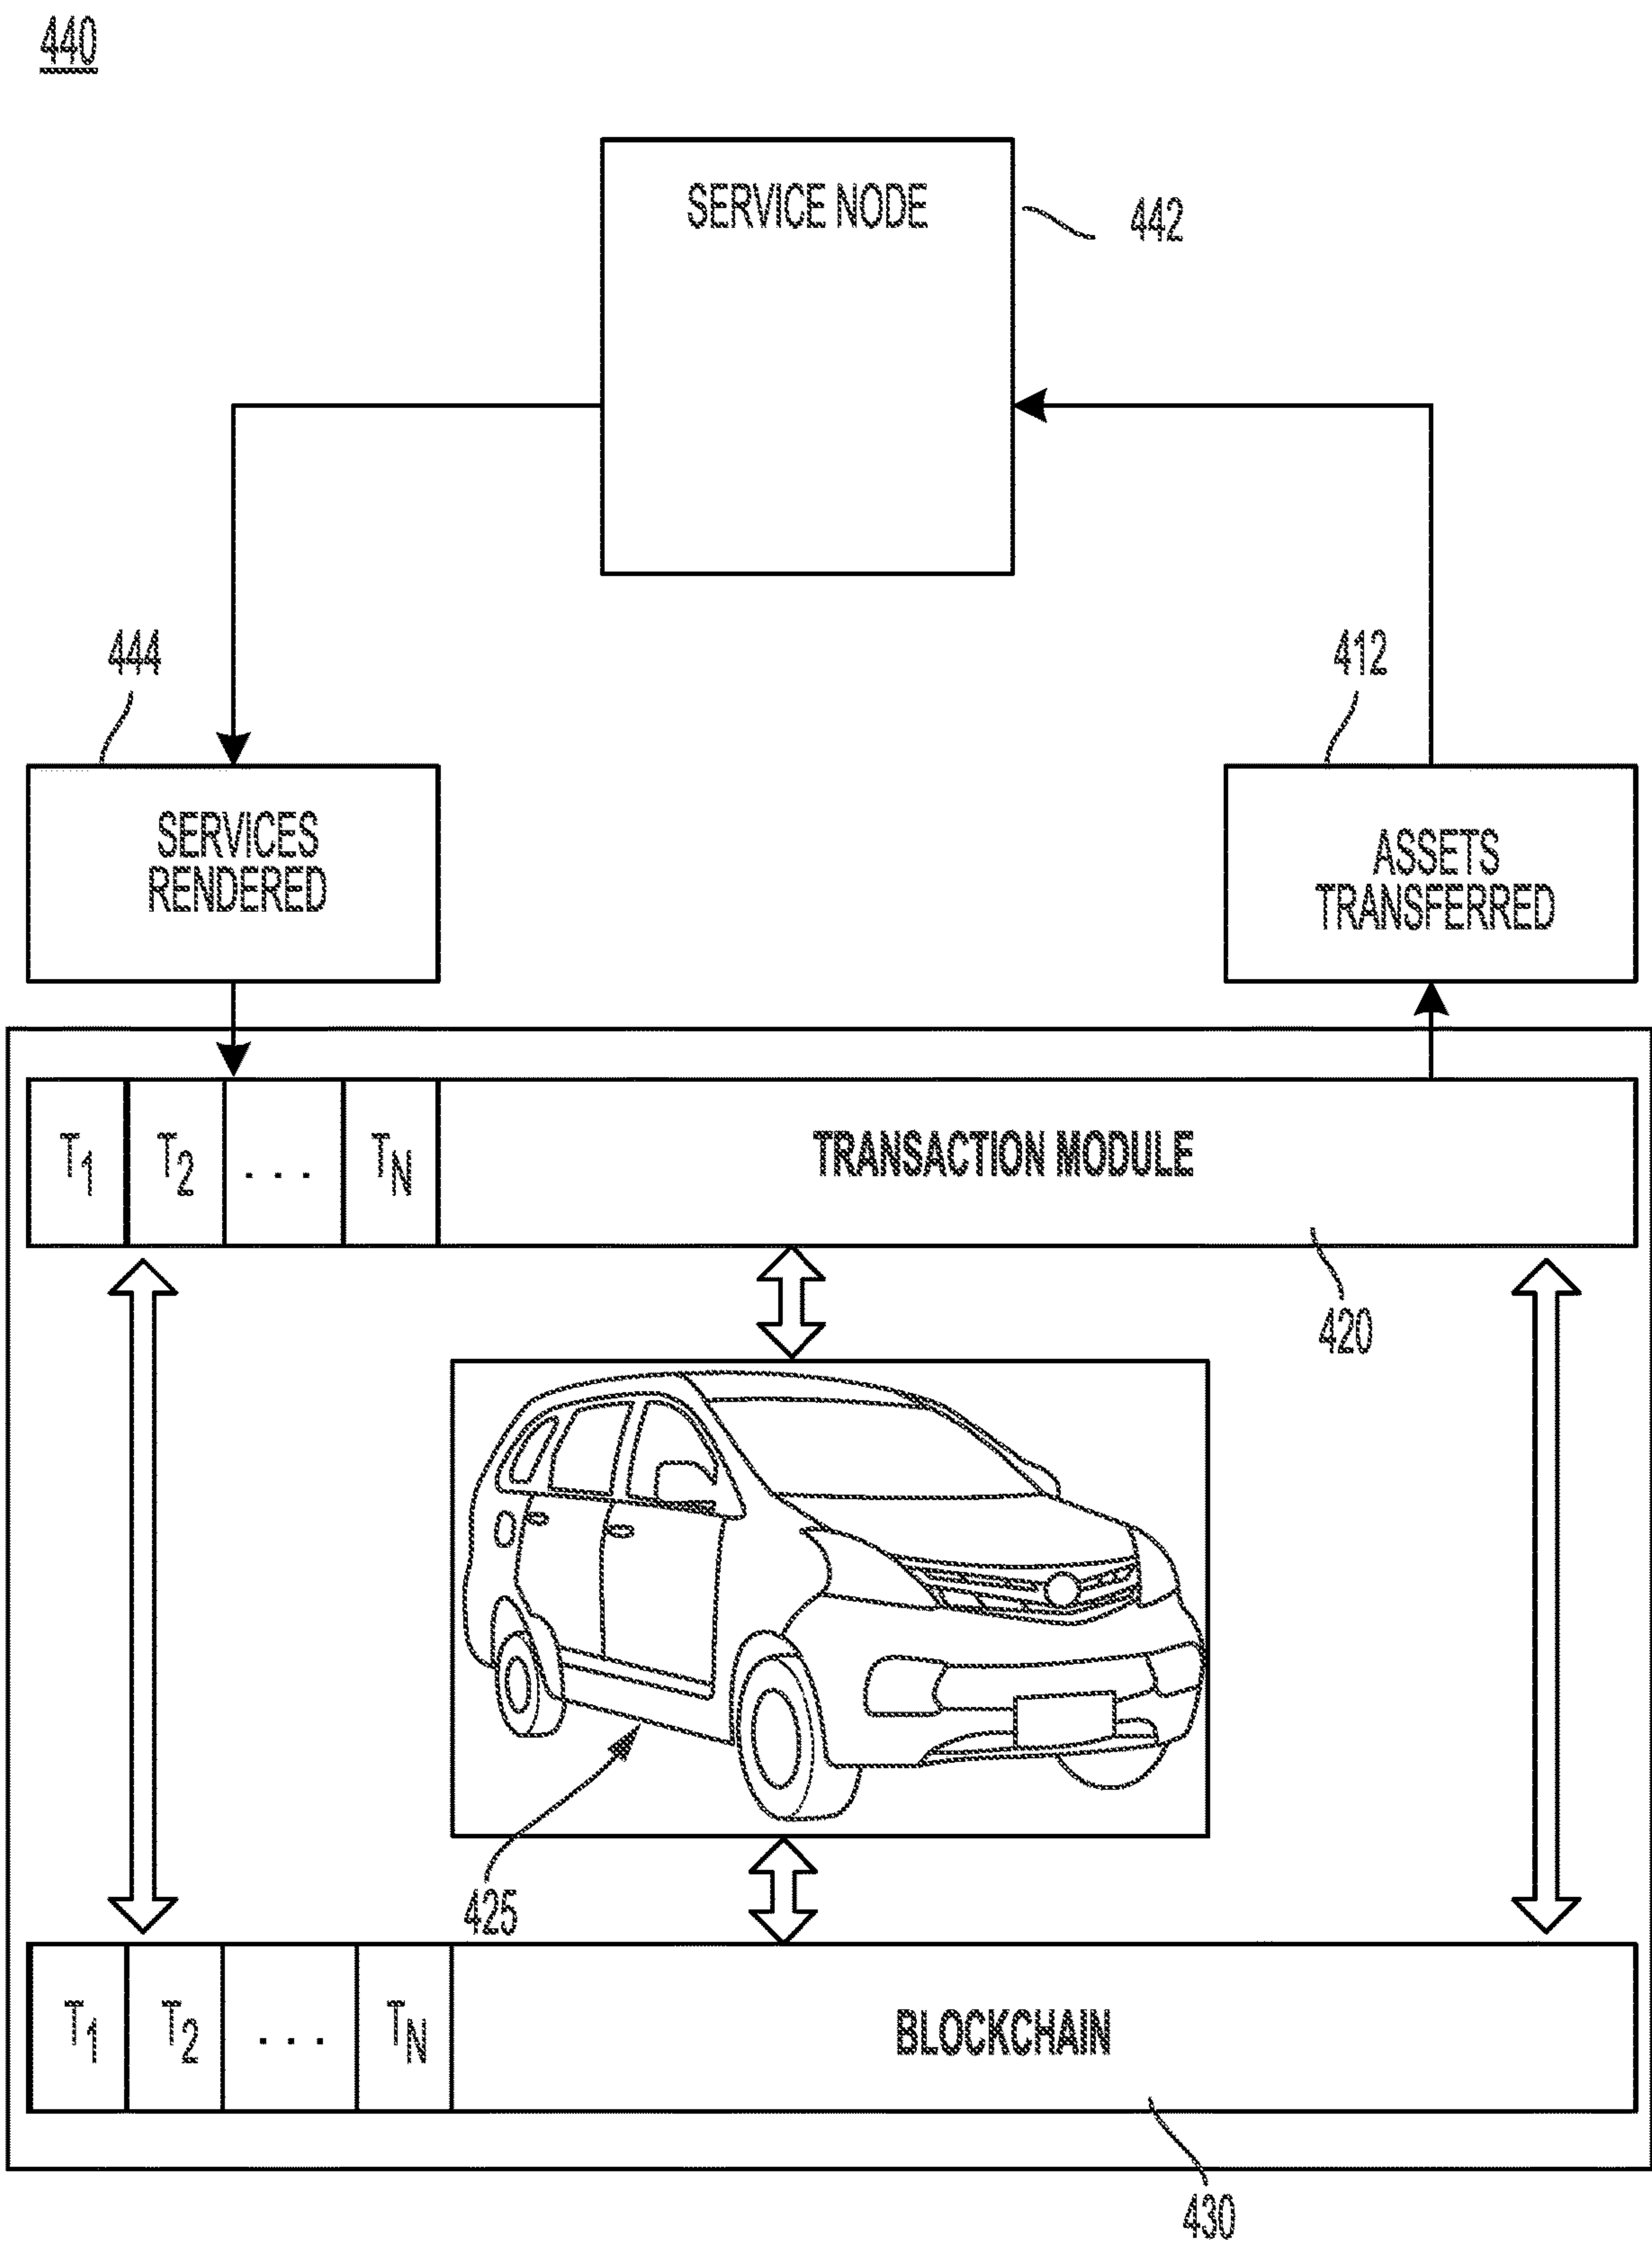 440
SERVICE NODE
442
444
412
SERVICES
RENDERED
ASSETS
TRANSFERRED
T1 T2 ... TN TRANSACTION MODULE
420
425
T1 T2 ... TN BLOCKCHAIN
430